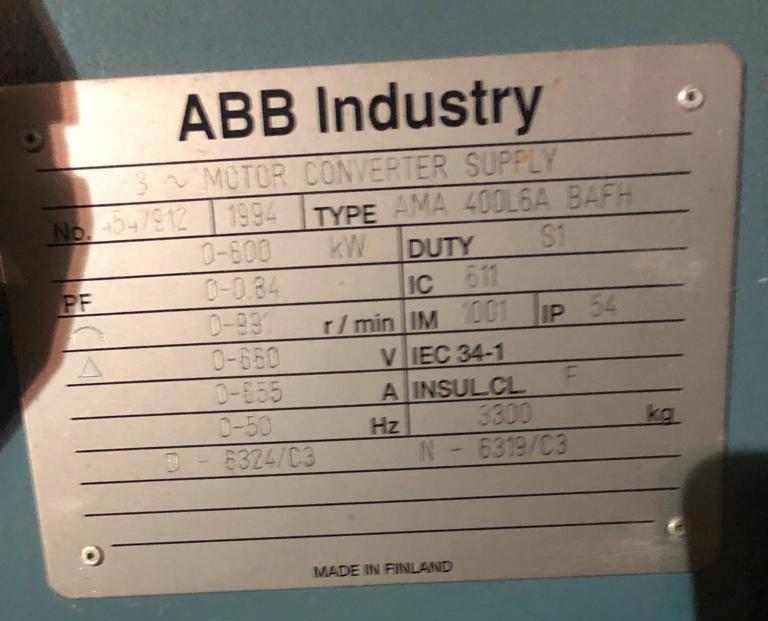 ABB Industry
3 ~ MOTOR CONVERTER SUPPLY
No. 4547912 1994 TYPE AMA 400L6A BAFH
0-600 kW DUTY S1
PF 0-0.84 IC 611
0-991 r/min IM 1001 IP 54
Δ 0-660 V IEC 34-1
0-655 A INSUL.CL. F
0-50 Hz 3300 kg
D - 6324/C3 N - 6319/C3
MADE IN FINLAND